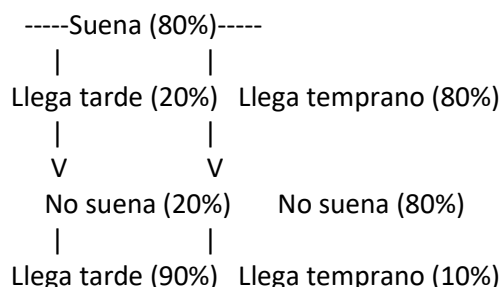 -----Suena (80%)-----
| |
Llega tarde (20%) Llega temprano (80%)
| |
V V
No suena (20%) No suena (80%)
| |
Llega tarde (90%) Llega temprano (10%)